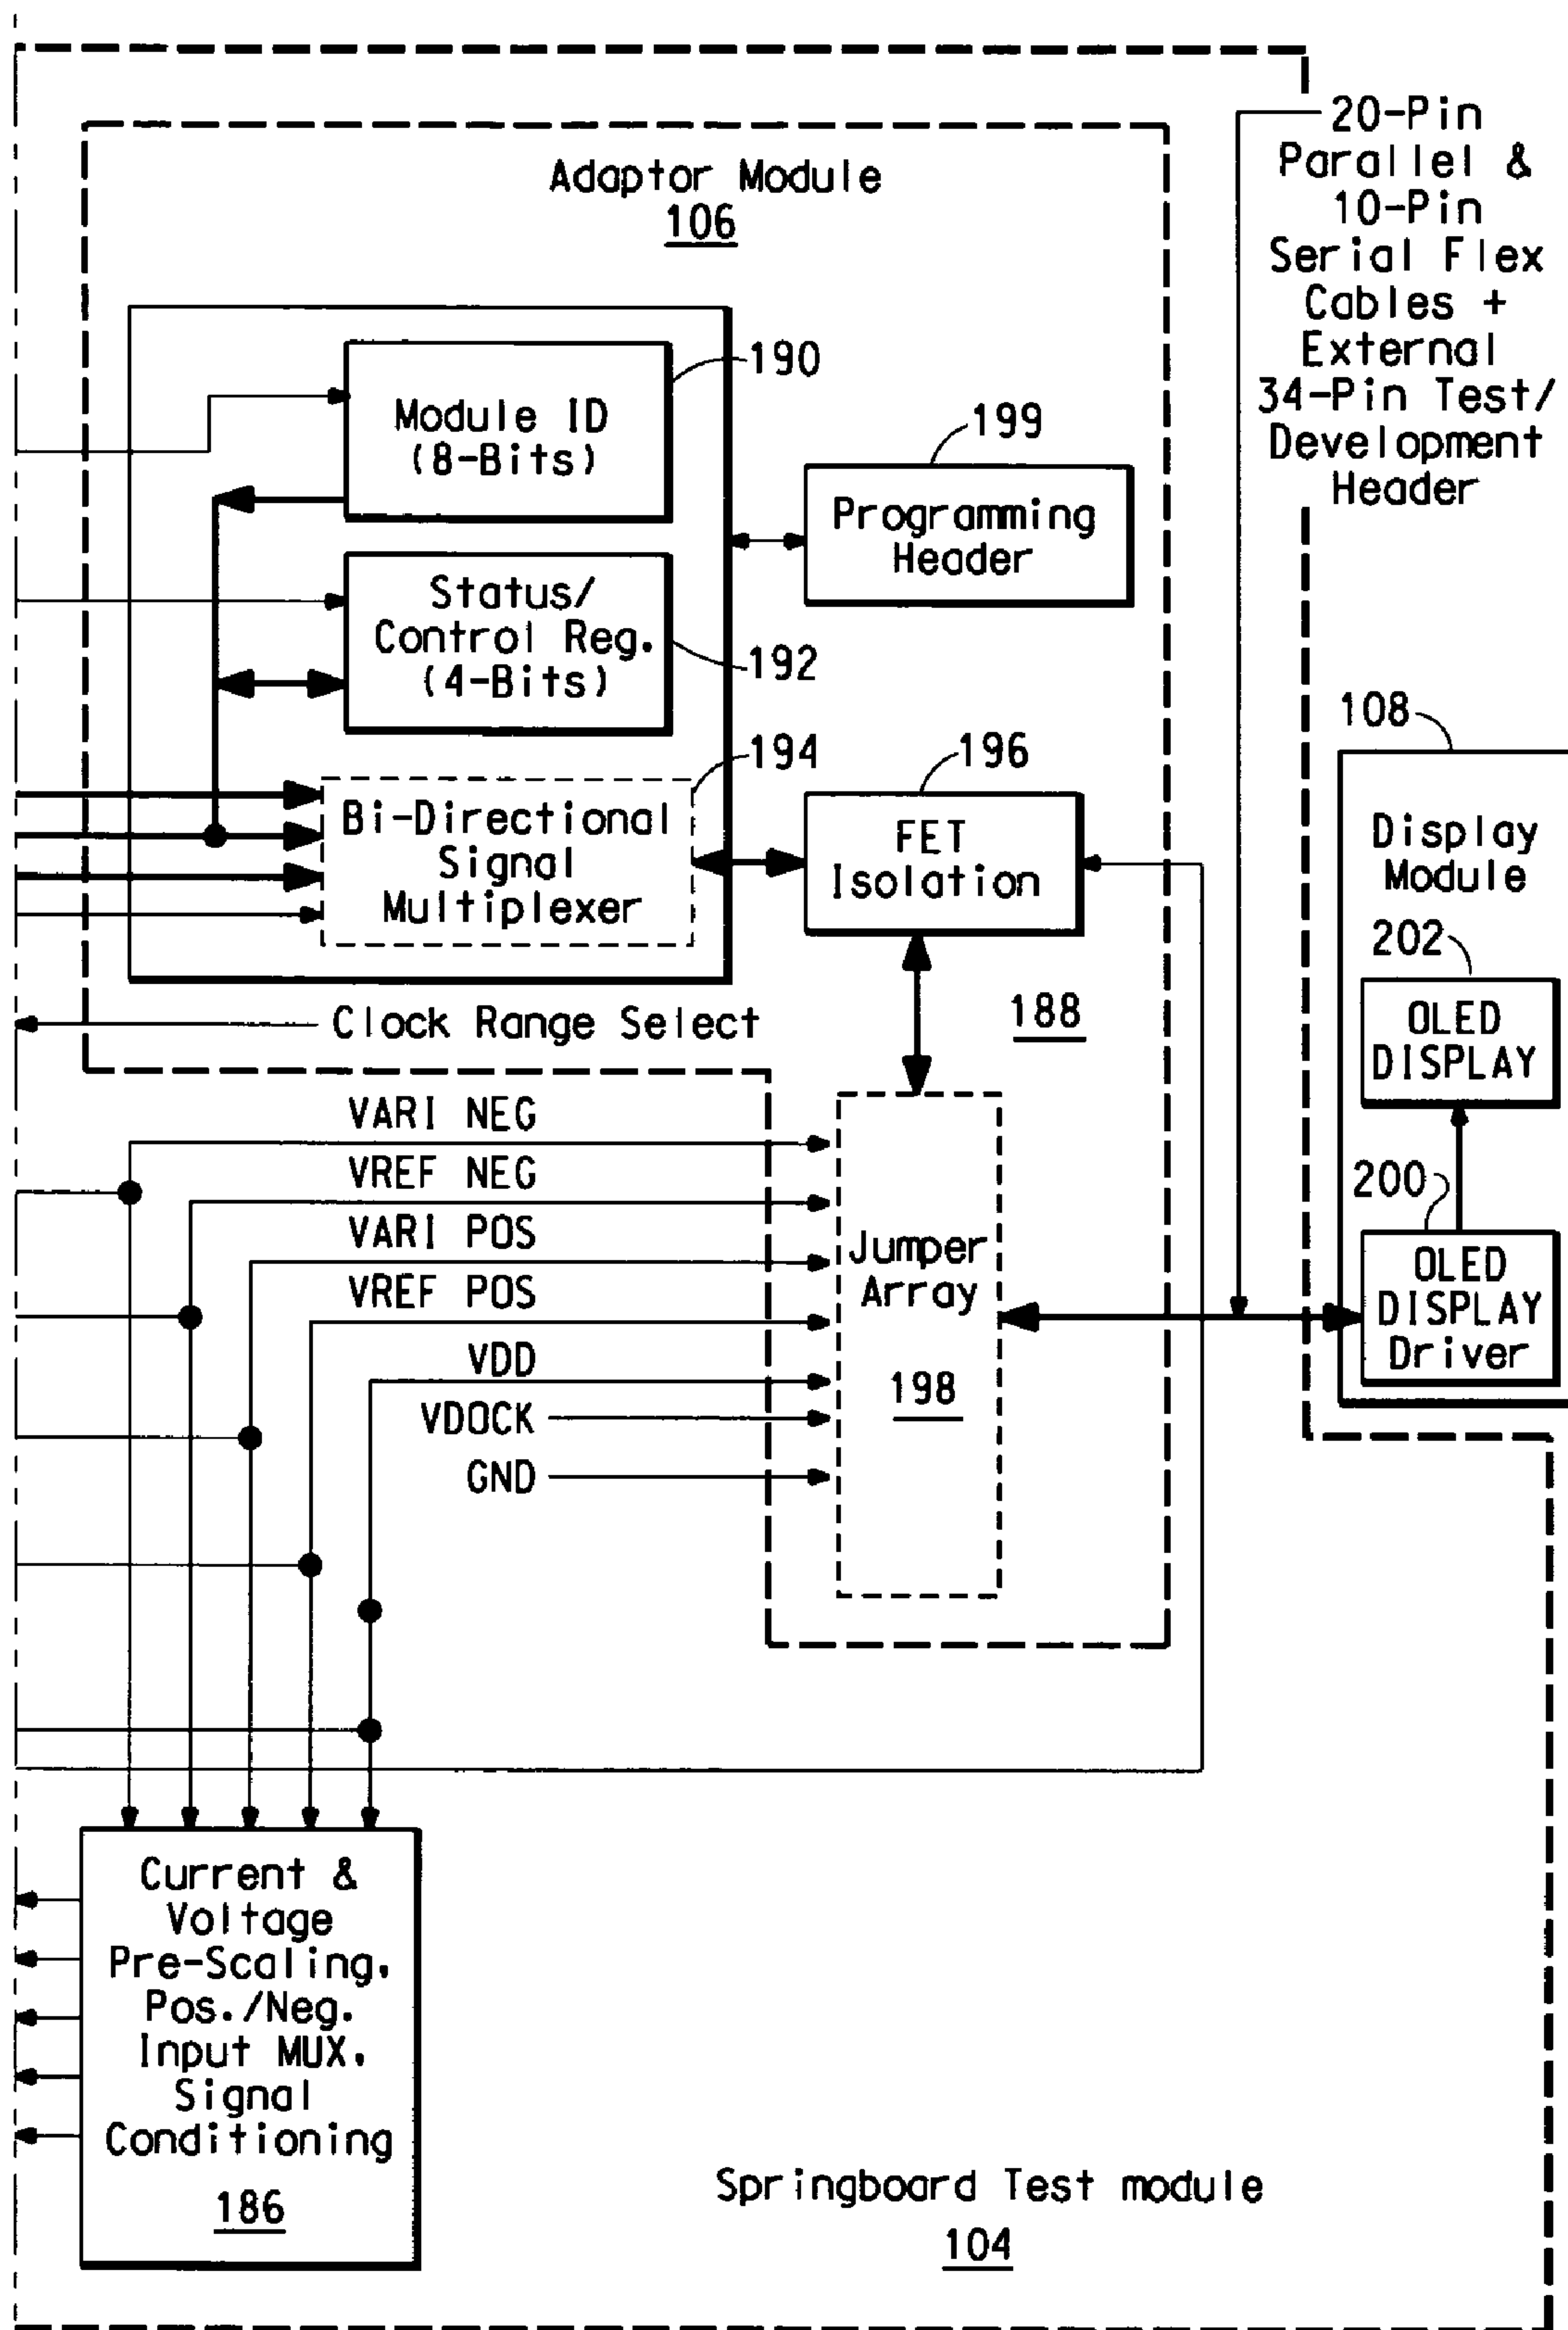 20-Pin
Parallel &
10-Pin
Serial Flex
Cables +
External
34-Pin Test/
Development
Header
Adaptor Module
106
190
Module ID
(8-Bits)
199
Programming
Header
Status/
Control Reg.
(4-Bits)
192
194
Bi-Directional
Signal
Multiplexer
196
FET
Isolation
188
Clock Range Select
108
Display
Module
202
OLED
DISPLAY
200
OLED
DISPLAY
Driver
VARI NEG
VREF NEG
VARI POS
VREF POS
VDD
VDOCK
GND
Jumper
Array
198
Current &
Voltage
Pre-Scaling,
Pos./Neg.
Input MUX,
Signal
Conditioning
186
Springboard Test module
104